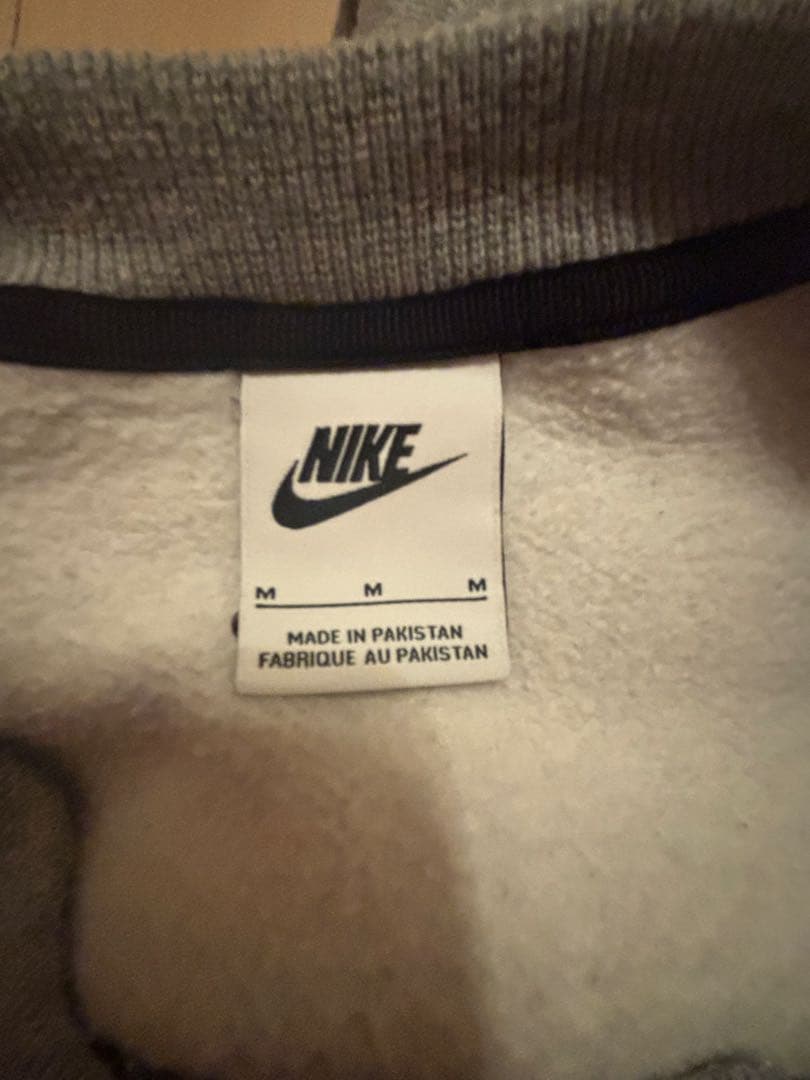 NIKE
M M M
MADE IN PAKISTAN
FABRIQUE AU PAKISTAN